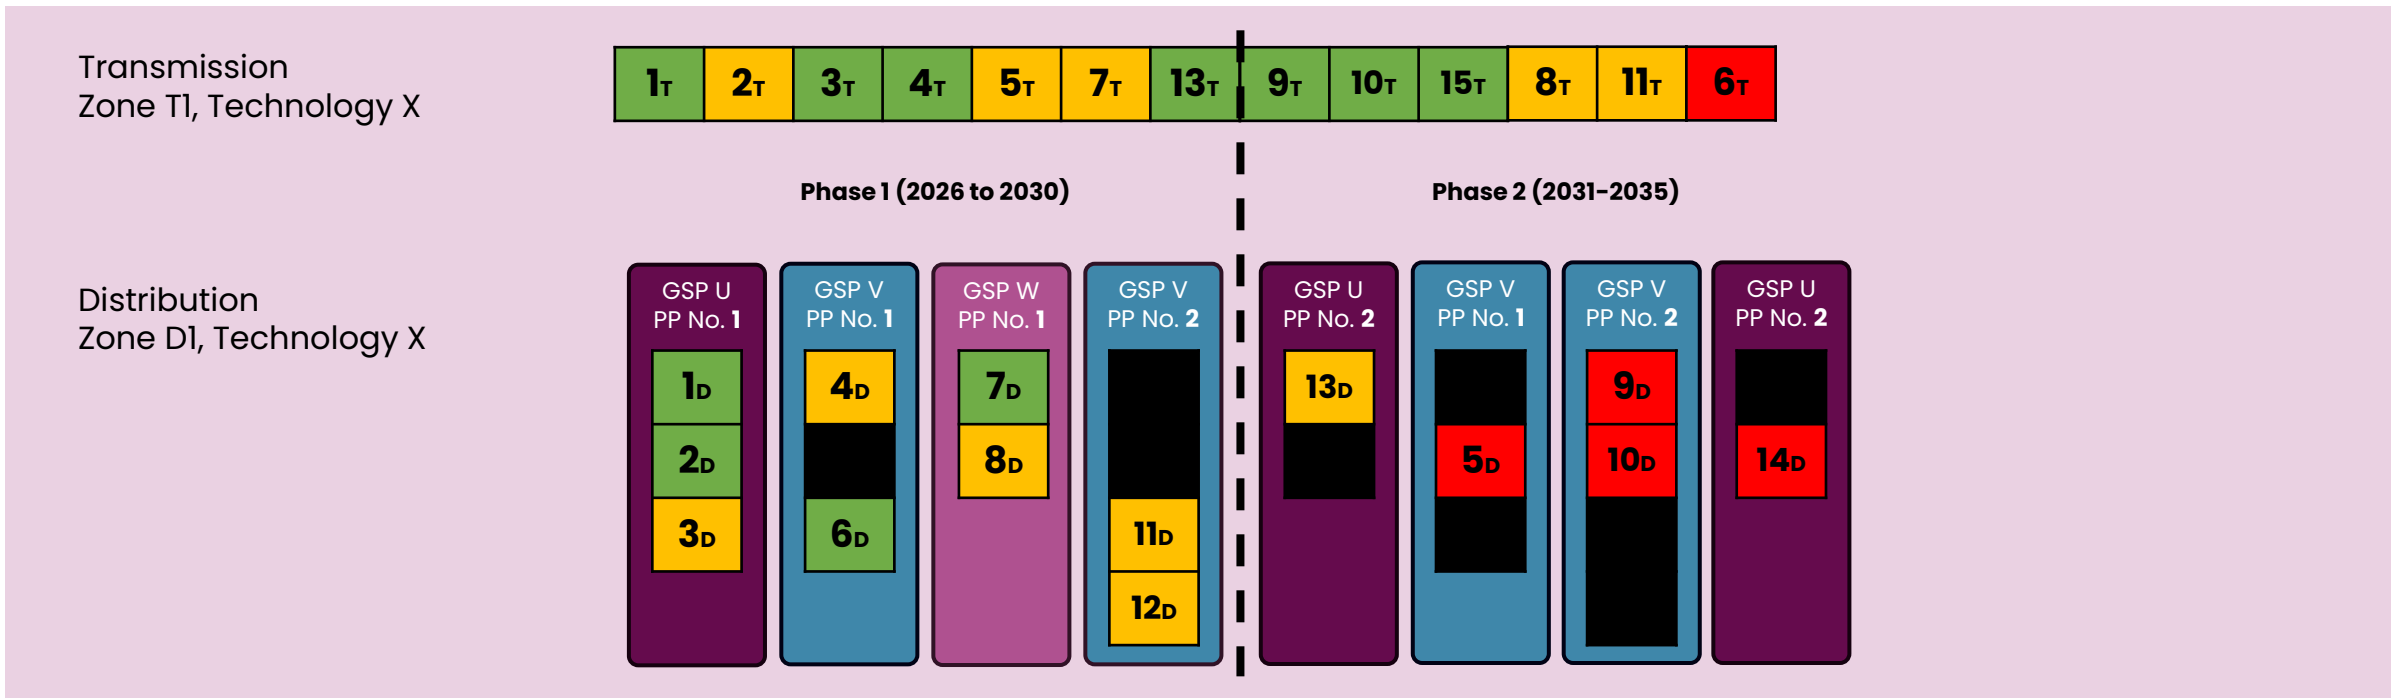 Transmission
Zone T1, Technology X
1T 2T 3T 4T 5T 7T 13T 9T 10T 15T 8T 11T 6T
Phase 1 (2026 to 2030)
Phase 2 (2031-2035)
Distribution
Zone D1, Technology X
GSP U
PP No. 1
1D
2D
3D
GSP V
PP No. 1
4D
6D
GSP W
PP No. 1
7D
8D
GSP V
PP No. 2
11D
12D
GSP U
PP No. 2
13D
GSP V
PP No. 1
5D
GSP V
PP No. 2
9D
10D
GSP U
PP No. 2
14D